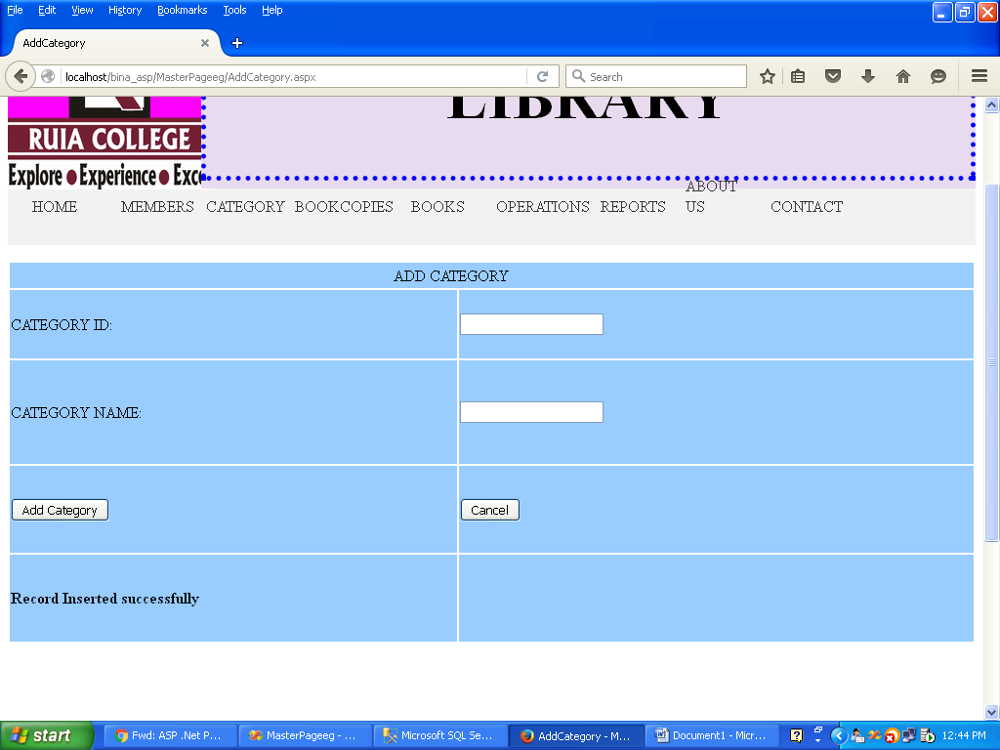 File Edit View History Bookmarks Tools Help
AddCategory
localhost/bina_asp/MasterPageeg/AddCategory.aspx
Search
LIBRARY
RUIA COLLEGE
Explore ● Experience ● Exce
HOME MEMBERS CATEGORY BOOKCOPIES BOOKS OPERATIONS REPORTS ABOUT US CONTACT
ADD CATEGORY
CATEGORY ID:
CATEGORY NAME:
Add Category Cancel
Record Inserted successfully
start Fwd: ASP .Net P... MasterPageeg - ... Microsoft SQL Se... AddCategory - M... Document1 - Micr... 12:44 PM